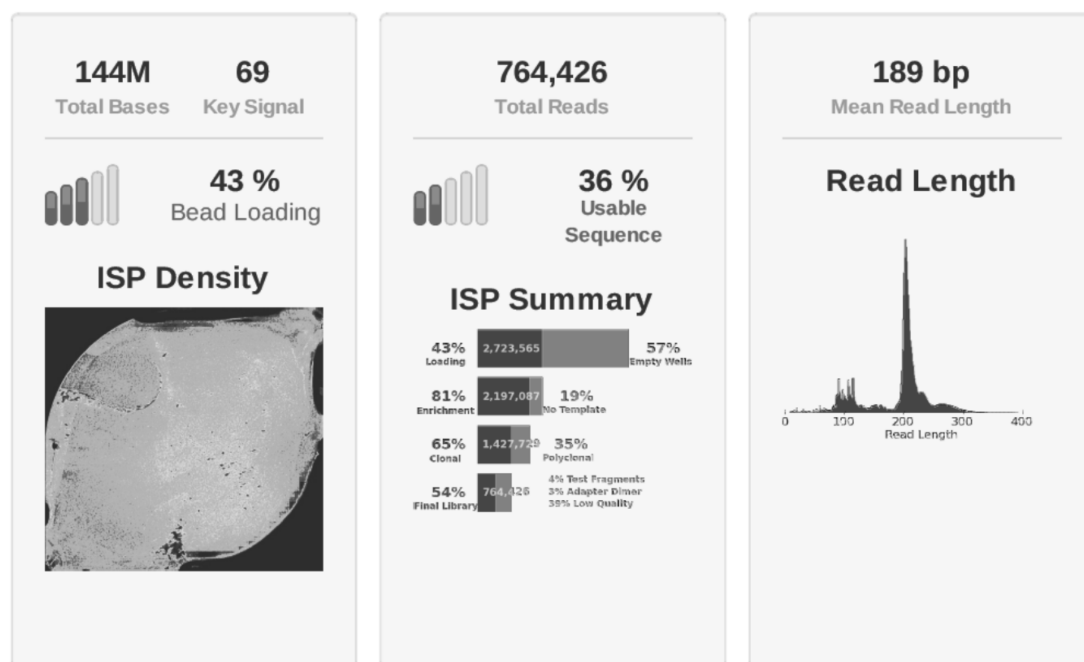 144M
Total Bases
69
Key Signal
43 %
Bead Loading
ISP Density
764,426
Total Reads
36 %
Usable
Sequence
ISP Summary
43%
Loading
2,723,565
57%
Empty Wells
81%
Enrichment
2,197,087
19%
No Template
65%
Clonal
1,427,729
35%
Polyclonal
54%
Final Library
764,426
4% Test Fragments
3% Adapter Dimer
39% Low Quality
189 bp
Mean Read Length
Read Length
0 100 200 300 400
Read Length